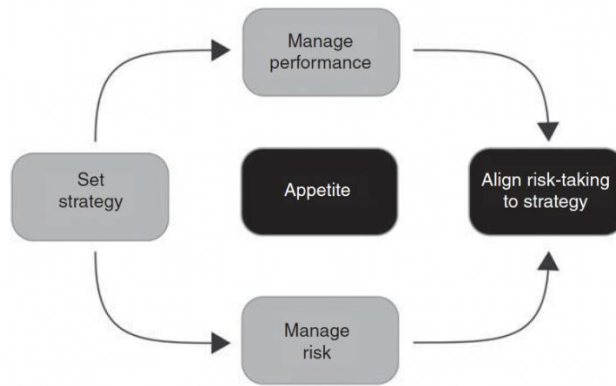 Manage
performance
Set
strategy
Appetite
Align risk-taking
to strategy
Manage
risk